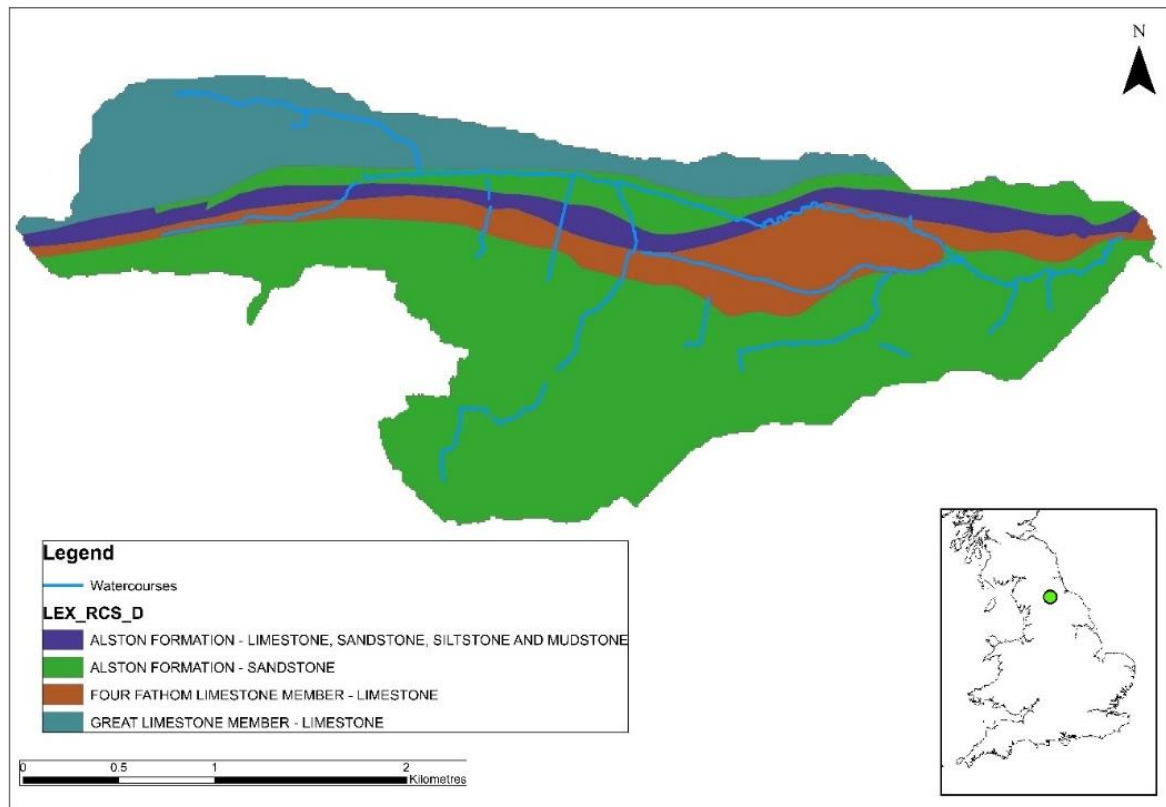 N
Legend
Watercourses
LEX_RCS_D
ALSTON FORMATION - LIMESTONE, SANDSTONE, SILTSTONE AND MUDSTONE
ALSTON FORMATION - SANDSTONE
FOUR FATHOM LIMESTONE MEMBER - LIMESTONE
GREAT LIMESTONE MEMBER - LIMESTONE
0 0.5 1 2
Kilometres